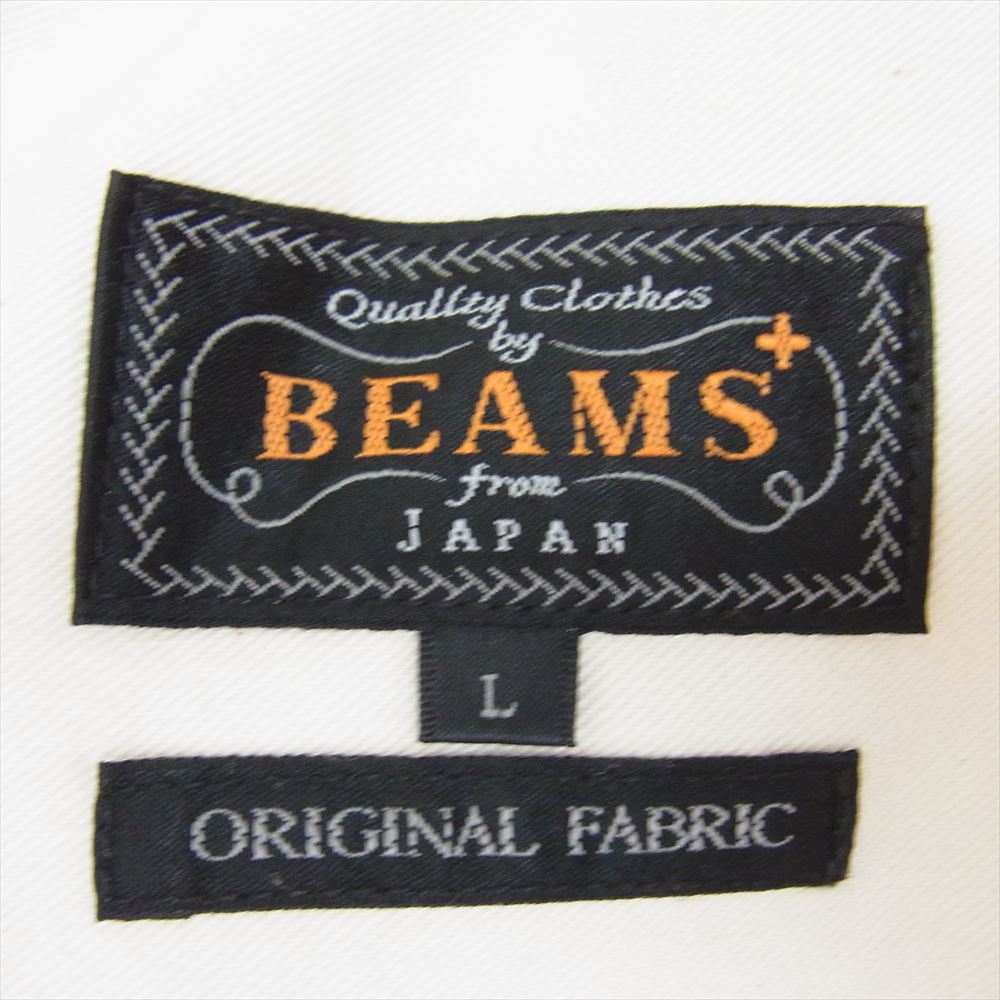 Quality Clothes
by
BEAMS+
from
JAPAN
L
ORIGINAL FABRIC